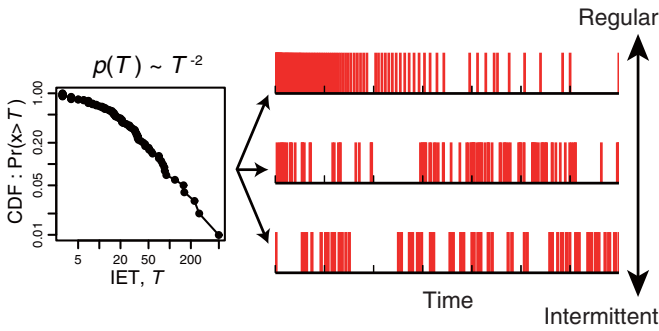 p(T) ~ T⁻²
CDF : Pr(x>T)
1.00
0.20
0.05
0.01
5
20
50
200
IET, T
Time
Regular
Intermittent